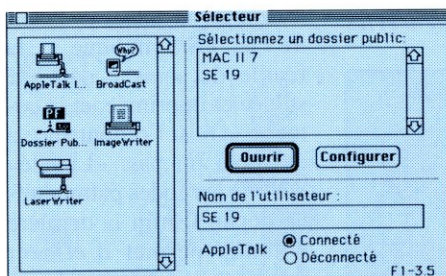 Sélecteur
Why?
AppleTalk I...
BroadCast
PF
Dossier Pub...
ImageWriter
LaserWriter
Sélectionnez un dossier public:
MAC II 7
SE 19
Ouvrir
Configurer
Nom de l'utilisateur :
SE 19
AppleTalk
Connecté
Déconnecté
F1-3.5